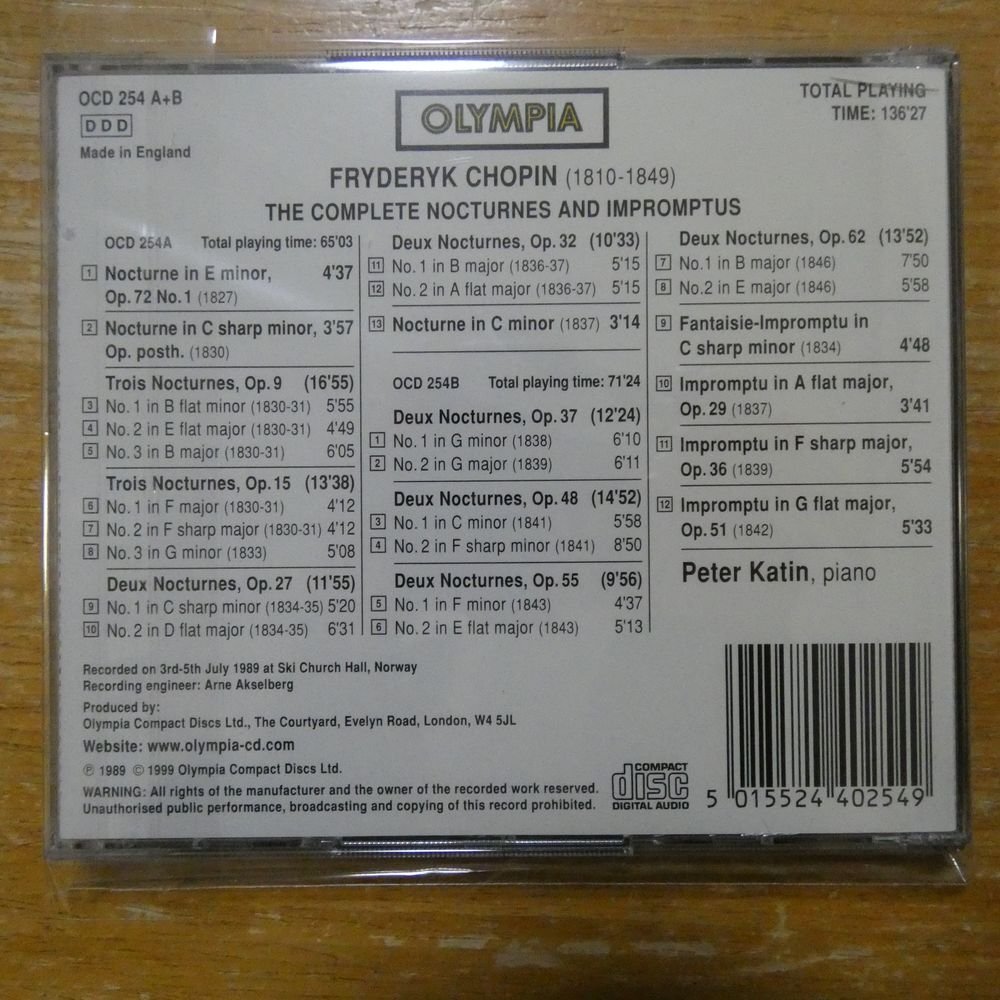 OCD 254 A+B
DDD
Made in England
OLYMPIA
TOTAL PLAYING
TIME: 136'27
FRYDERYK CHOPIN (1810-1849)
THE COMPLETE NOCTURNES AND IMPROMPTUS
OCD 254A Total playing time: 65'03
1 Nocturne in E minor, 4'37
Op. 72 No.1 (1827)
2 Nocturne in C sharp minor, 3'57
Op. posth. (1830)
Trois Nocturnes, Op. 9 (16'55)
3 No. 1 in B flat minor (1830-31) 5'55
4 No. 2 in E flat major (1830-31) 4'49
5 No. 3 in B major (1830-31) 6'05
Trois Nocturnes, Op. 15 (13'38)
6 No. 1 in F major (1830-31) 4'12
7 No. 2 in F sharp major (1830-31) 4'12
8 No. 3 in G minor (1833) 5'08
Deux Nocturnes, Op. 27 (11'55)
9 No. 1 in C sharp minor (1834-35) 5'20
10 No. 2 in D flat major (1834-35) 6'31
Deux Nocturnes, Op. 32 (10'33)
11 No. 1 in B major (1836-37) 5'15
12 No. 2 in A flat major (1836-37) 5'15
13 Nocturne in C minor (1837) 3'14
OCD 254B Total playing time: 71'24
Deux Nocturnes, Op. 37 (12'24)
1 No. 1 in G minor (1838) 6'10
2 No. 2 in G major (1839) 6'11
Deux Nocturnes, Op. 48 (14'52)
3 No. 1 in C minor (1841) 5'58
4 No. 2 in F sharp minor (1841) 8'50
Deux Nocturnes, Op. 55 (9'56)
5 No. 1 in F minor (1843) 4'37
6 No. 2 in E flat major (1843) 5'13
Deux Nocturnes, Op. 62 (13'52)
7 No. 1 in B major (1846) 7'50
8 No. 2 in E major (1846) 5'58
9 Fantaisie-Impromptu in
C sharp minor (1834) 4'48
10 Impromptu in A flat major,
Op. 29 (1837) 3'41
11 Impromptu in F sharp major,
Op. 36 (1839) 5'54
12 Impromptu in G flat major,
Op. 51 (1842) 5'33
Peter Katin, piano
Recorded on 3rd-5th July 1989 at Ski Church Hall, Norway
Recording engineer: Arne Akselberg
Produced by:
Olympia Compact Discs Ltd., The Courtyard, Evelyn Road, London, W4 5JL
Website: www.olympia-cd.com
℗ 1989 © 1999 Olympia Compact Discs Ltd.
WARNING: All rights of the manufacturer and the owner of the recorded work reserved.
Unauthorised public performance, broadcasting and copying of this record prohibited.
COMPACT
disc
DIGITAL AUDIO
5 015524 402549